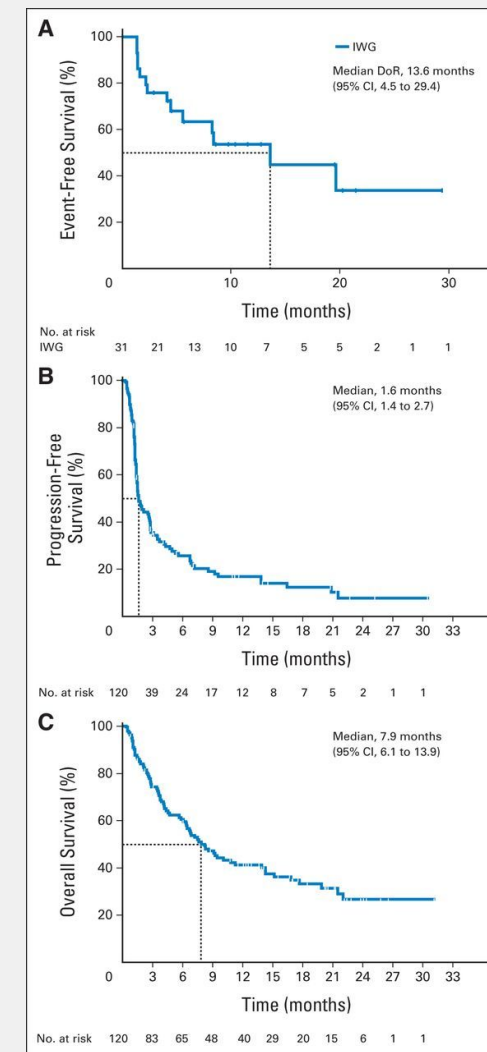 A
100
80
60
40
20
Event-Free Survival (%)
IWG
Median DoR, 13.6 months
(95% CI, 4.5 to 29.4)
0 10 20 30
Time (months)
No. at risk
IWG 31 21 13 10 7 5 5 2 1 1
B
100
80
60
40
20
Progression-Free
Survival (%)
Median, 1.6 months
(95% CI, 1.4 to 2.7)
0 3 6 9 12 15 18 21 24 27 30 33
Time (months)
No. at risk 120 39 24 17 12 8 7 5 2 1 1
C
100
80
60
40
20
Overall Survival (%)
Median, 7.9 months
(95% CI, 6.1 to 13.9)
0 3 6 9 12 15 18 21 24 27 30 33
Time (months)
No. at risk 120 83 65 48 40 29 20 15 6 1 1